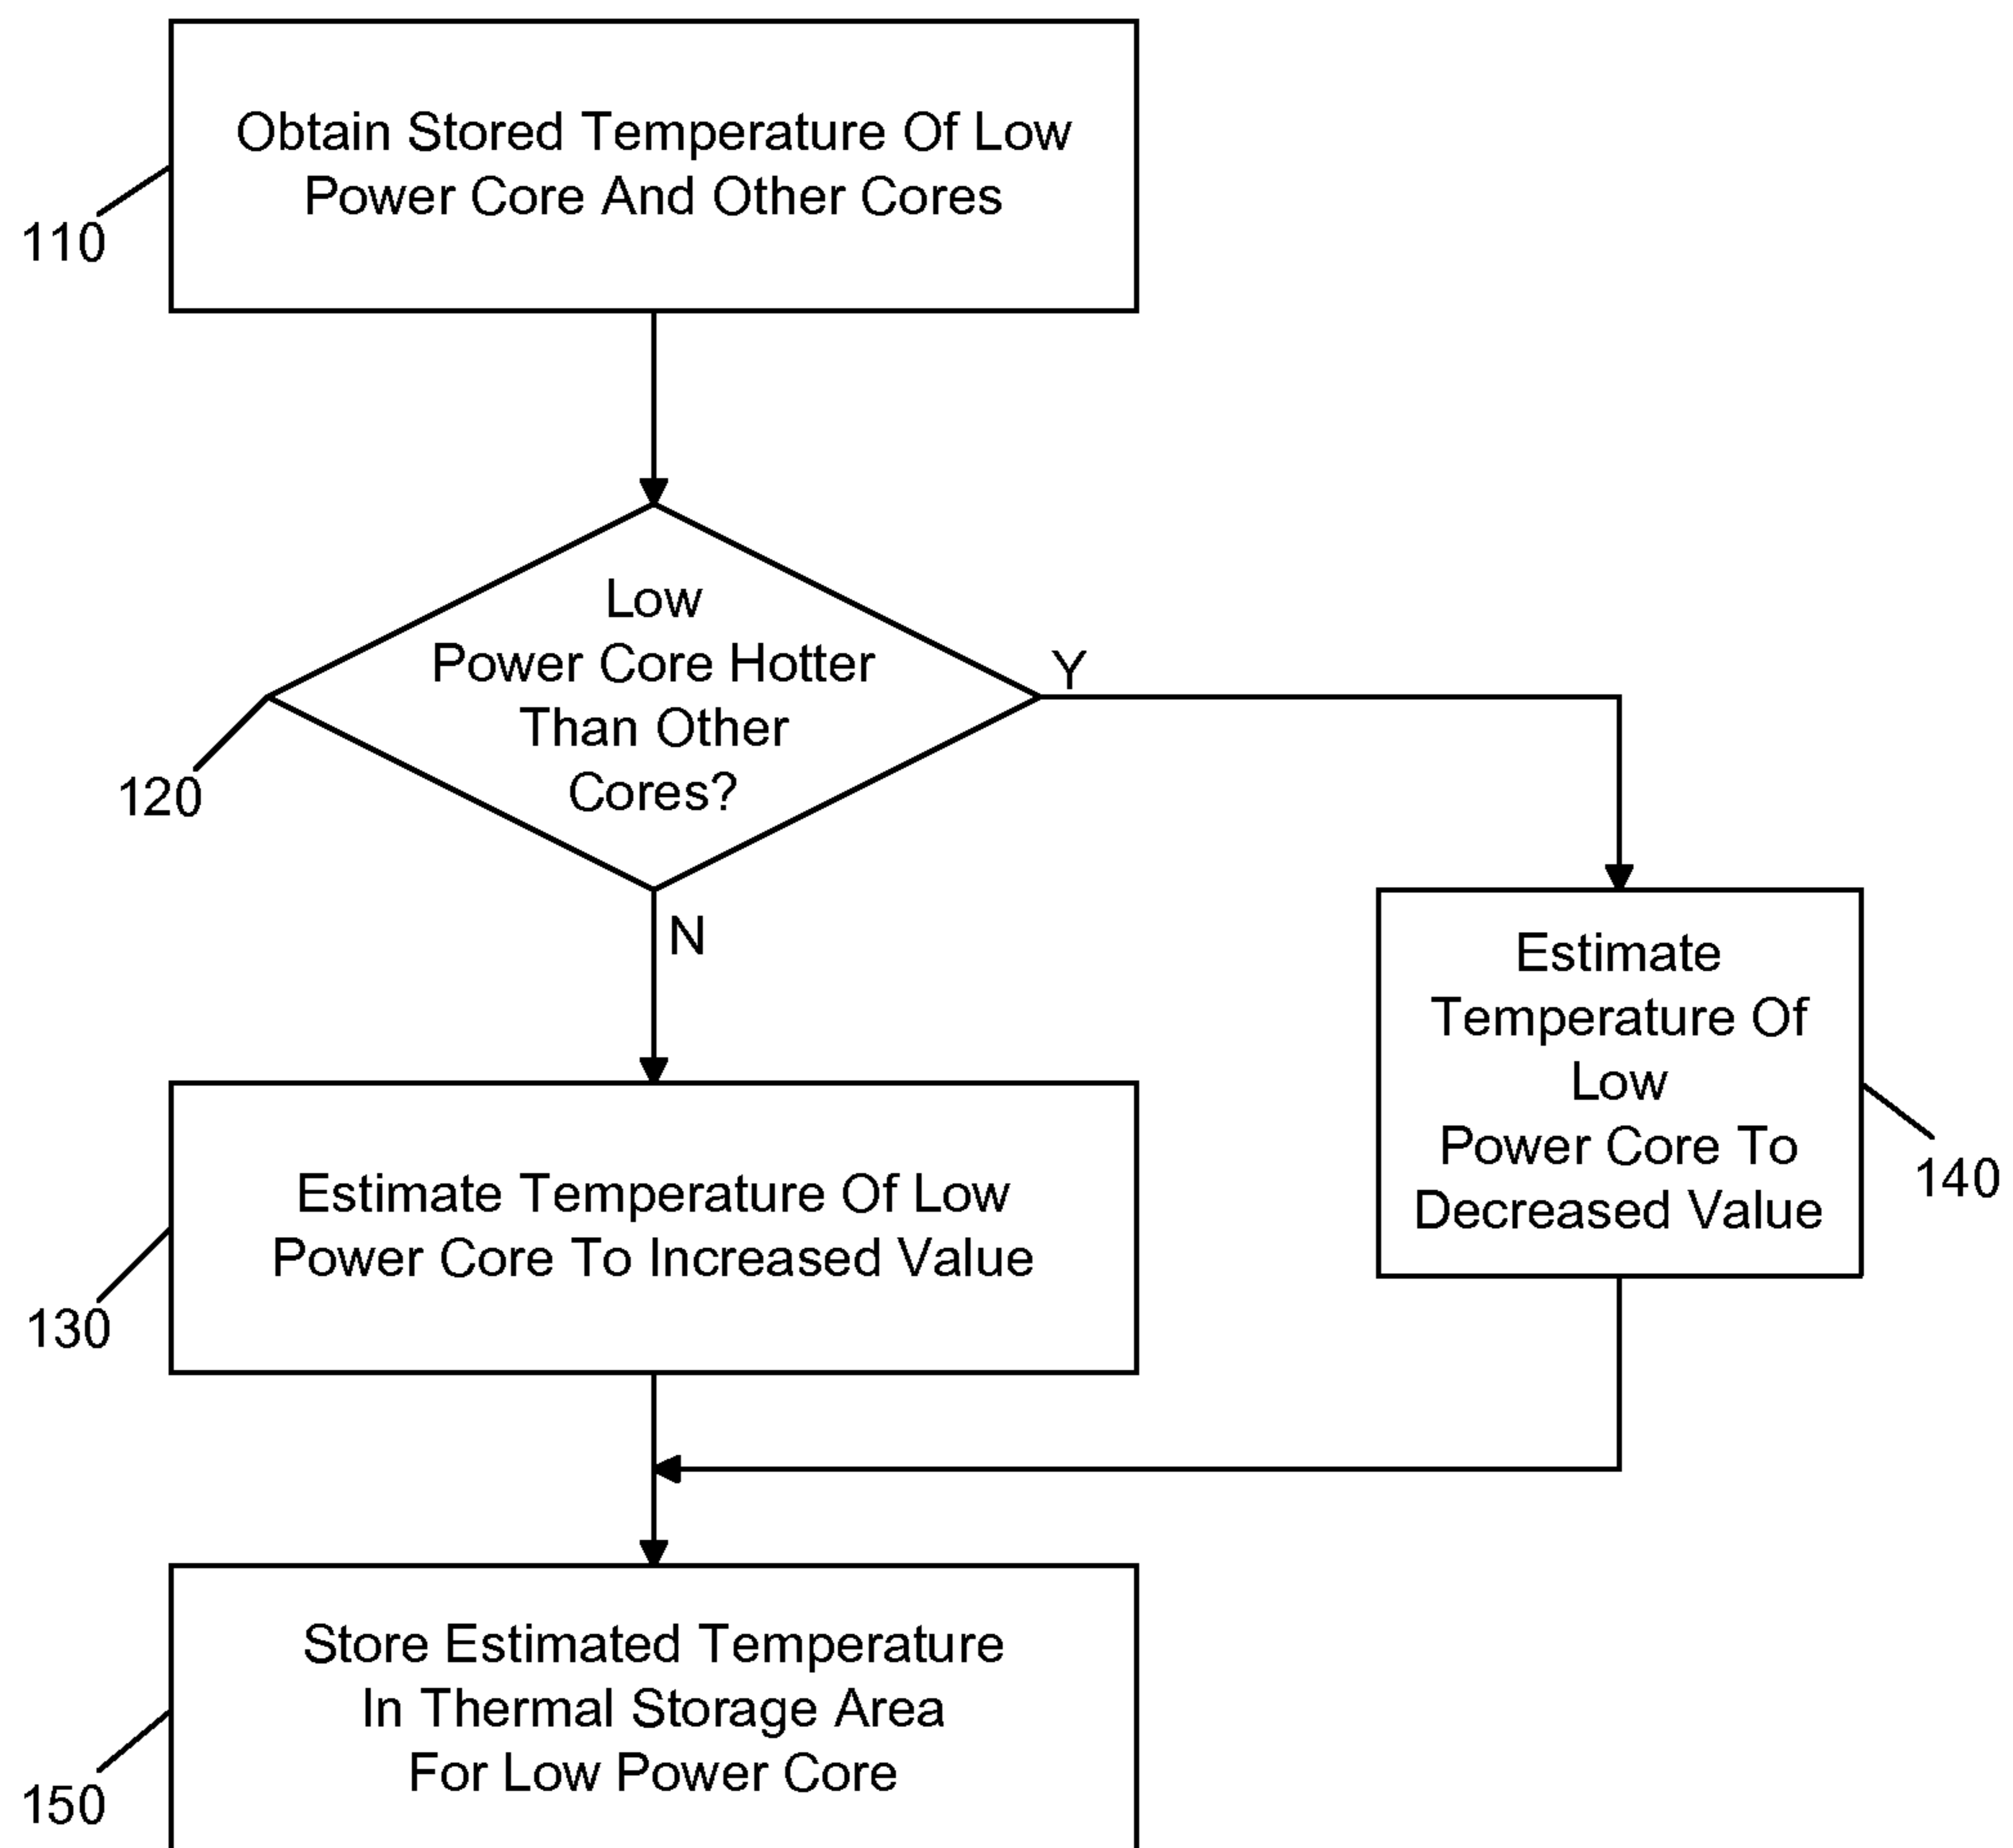 Obtain Stored Temperature Of Low
Power Core And Other Cores
110
Low
Power Core Hotter
Than Other
Cores?
Y
120
N
Estimate
Temperature Of
Low
Power Core To
Decreased Value
140
Estimate Temperature Of Low
Power Core To Increased Value
130
Store Estimated Temperature
In Thermal Storage Area
For Low Power Core
150